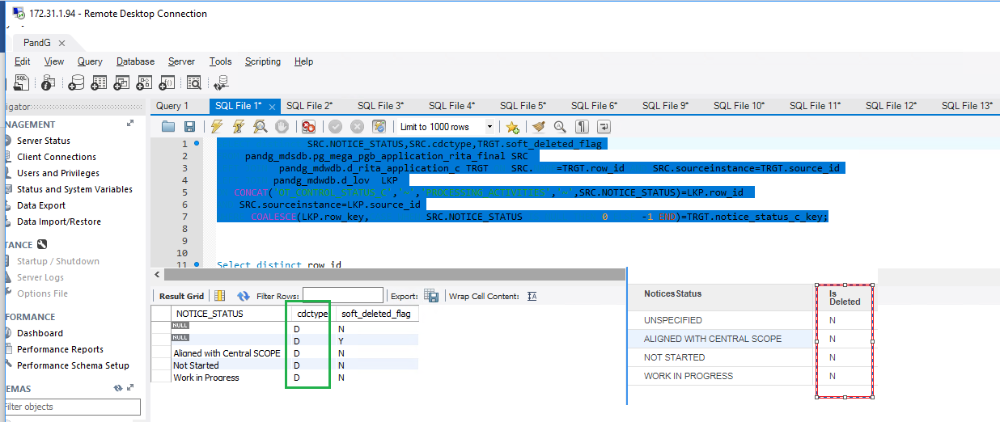 172.31.1.94 - Remote Desktop Connection
PandG
Edit View Query Database Server Tools Scripting Help
igator
Query 1 SQL File 1* SQL File 2* SQL File 3* SQL File 4* SQL File 5* SQL File 6* SQL File 9* SQL File 10* SQL File 11* SQL File 12* SQL File 13*
NAGEMENT
Server Status
Client Connections
Users and Privileges
Status and System Variables
Data Export
Data Import/Restore
TANCE
Startup / Shutdown
Server Logs
Options File
FORMANCE
Dashboard
Performance Reports
Performance Schema Setup
EMAS
Filter objects
Limit to 1000 rows
1 SRC.NOTICE_STATUS,SRC.cdctype,TRGT.soft_deleted_flag
2 pandg_mdsdb.pg_mega_pgb_application_rita_final SRC
3 pandg_mdwdb.d_rita_application_c TRGT SRC. =TRGT.row_id SRC.sourceinstance=TRGT.source_id
4 pandg_mdwdb.d_lov LKP
5 CONCAT( ,SRC.NOTICE_STATUS)=LKP.row_id
6 SRC.sourceinstance=LKP.source_id
7 COALESCE(LKP.row_key, SRC.NOTICE_STATUS 0 -1 END)=TRGT.notice_status_c_key;
8
9
10
11 Select distinct row_id
Result Grid Filter Rows: Export: Wrap Cell Content:
NOTICE_STATUS cdctype soft_deleted_flag
NULL D N
NULL D Y
Aligned with Central SCOPE D N
Not Started D N
Work in Progress D N
NoticesStatus Is Deleted
UNSPECIFIED N
ALIGNED WITH CENTRAL SCOPE N
NOT STARTED N
WORK IN PROGRESS N